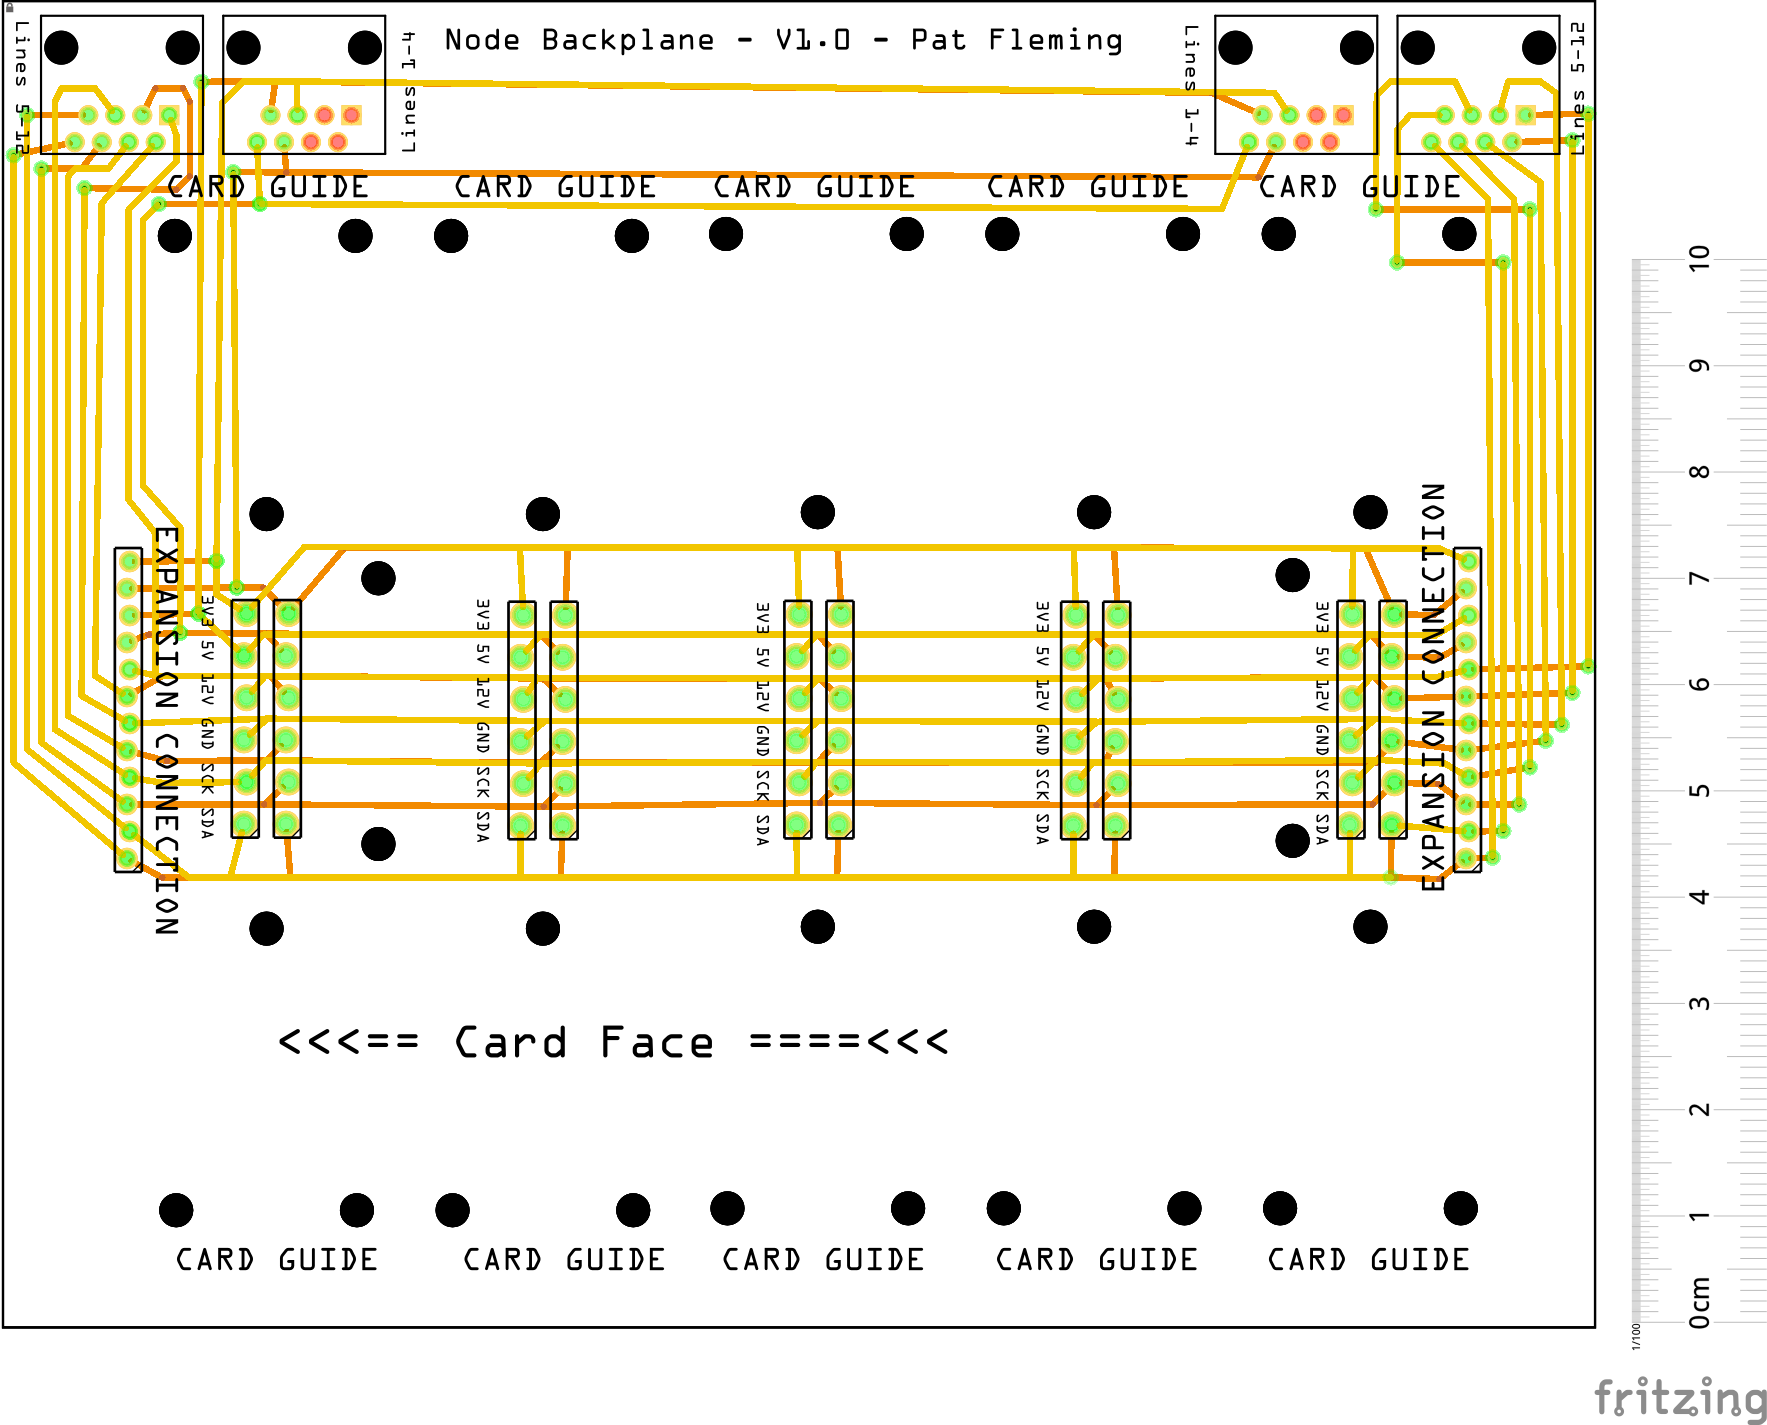 Node Backplane - V1.0 - Pat Fleming
Lines 5-12
Lines 1-4
Lines 1-4
Lines 5-12
CARD GUIDE
CARD GUIDE
CARD GUIDE
CARD GUIDE
CARD GUIDE
EXPANSION CONNECTION
3V3 5V 12V GND SCK SDA
3V3 5V 12V GND SCK SDA
3V3 5V 12V GND SCK SDA
3V3 5V 12V GND SCK SDA
3V3 5V 12V GND SCK SDA
EXPANSION CONNECTION
<<<== Card Face ====<<<
CARD GUIDE
CARD GUIDE
CARD GUIDE
CARD GUIDE
CARD GUIDE
10
9
8
7
6
5
4
3
2
1
0cm
1/100
fritzing